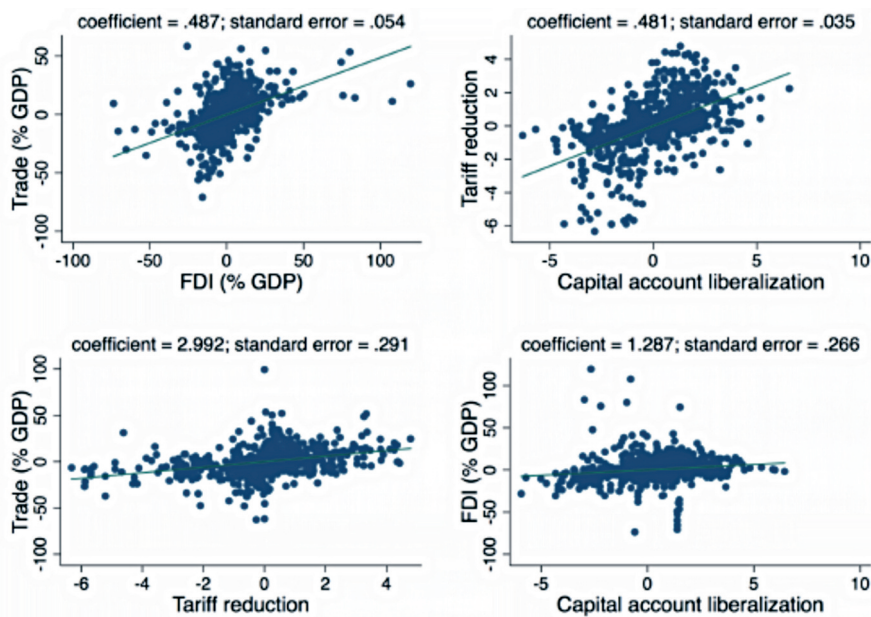 coefficient = .487; standard error = .054
Trade (% GDP)
50
0
-50
-100
-100 -50 0 50 100
FDI (% GDP)
coefficient = .481; standard error = .035
Tariff reduction
4
2
0
-2
-4
-6
-5 0 5 10
Capital account liberalization
coefficient = 2.992; standard error = .291
Trade (% GDP)
100
50
0
-50
-100
-6 -4 -2 0 2 4
Tariff reduction
coefficient = 1.287; standard error = .266
FDI (% GDP)
100
50
0
-50
-100
-5 0 5 10
Capital account liberalization